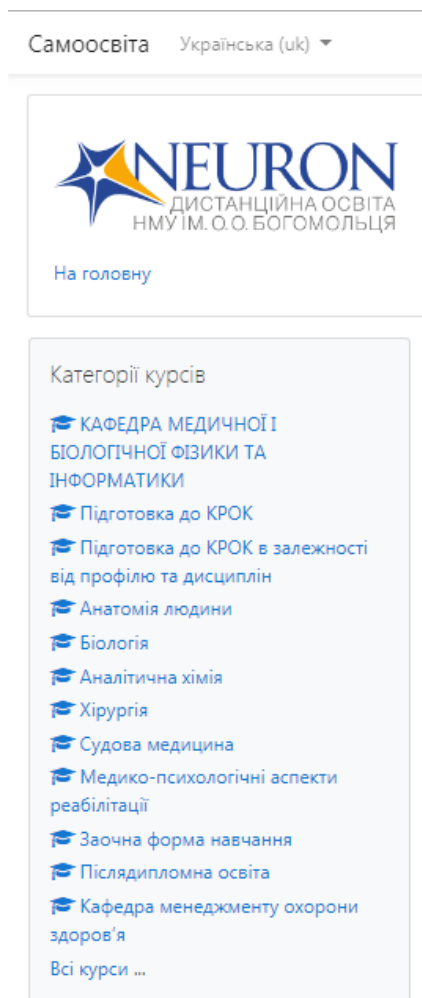 Самоосвіта Українська (uk)
NEURON
ДИСТАНЦІЙНА ОСВІТА
НМУ ІМ. О.О. БОГОМОЛЬЦЯ
На головну
Категорії курсів
КАФЕДРА МЕДИЧНОЇ І
БІОЛОГІЧНОЇ ФІЗИКИ ТА
ІНФОРМАТИКИ
Підготовка до КРОК
Підготовка до КРОК в залежності
від профілю та дисциплін
Анатомія людини
Біологія
Аналітична хімія
Хірургія
Судова медицина
Медико-психологічні аспекти
реабілітації
Заочна форма навчання
Післядипломна освіта
Кафедра менеджменту охорони
здоров’я
Всі курси ...